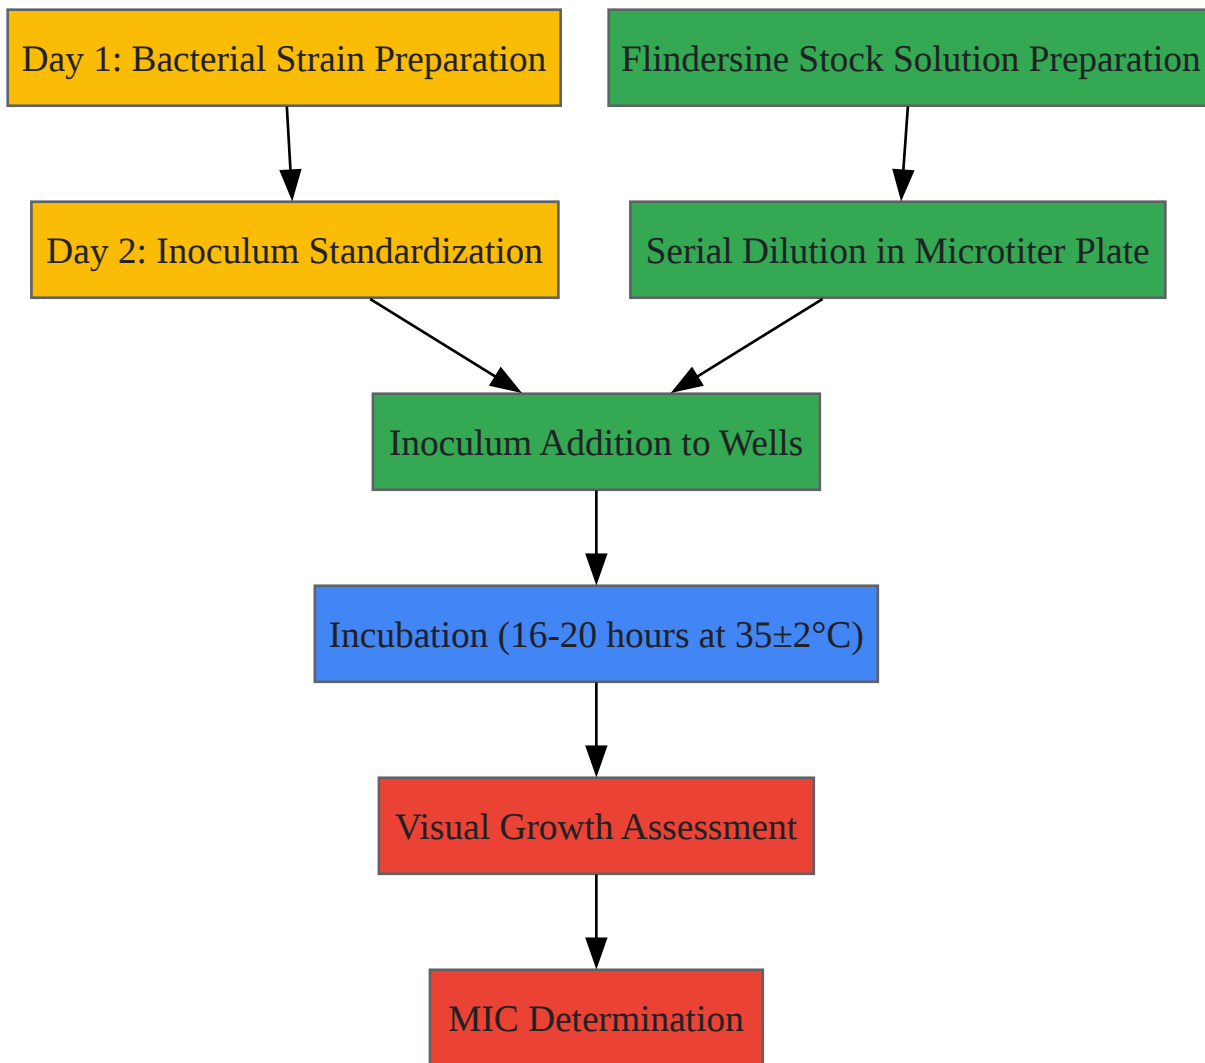 Day 1: Bacterial Strain Preparation
Flindersine Stock Solution Preparation
Day 2: Inoculum Standardization
Serial Dilution in Microtiter Plate
Inoculum Addition to Wells
Incubation (16-20 hours at 35±2°C)
Visual Growth Assessment
MIC Determination